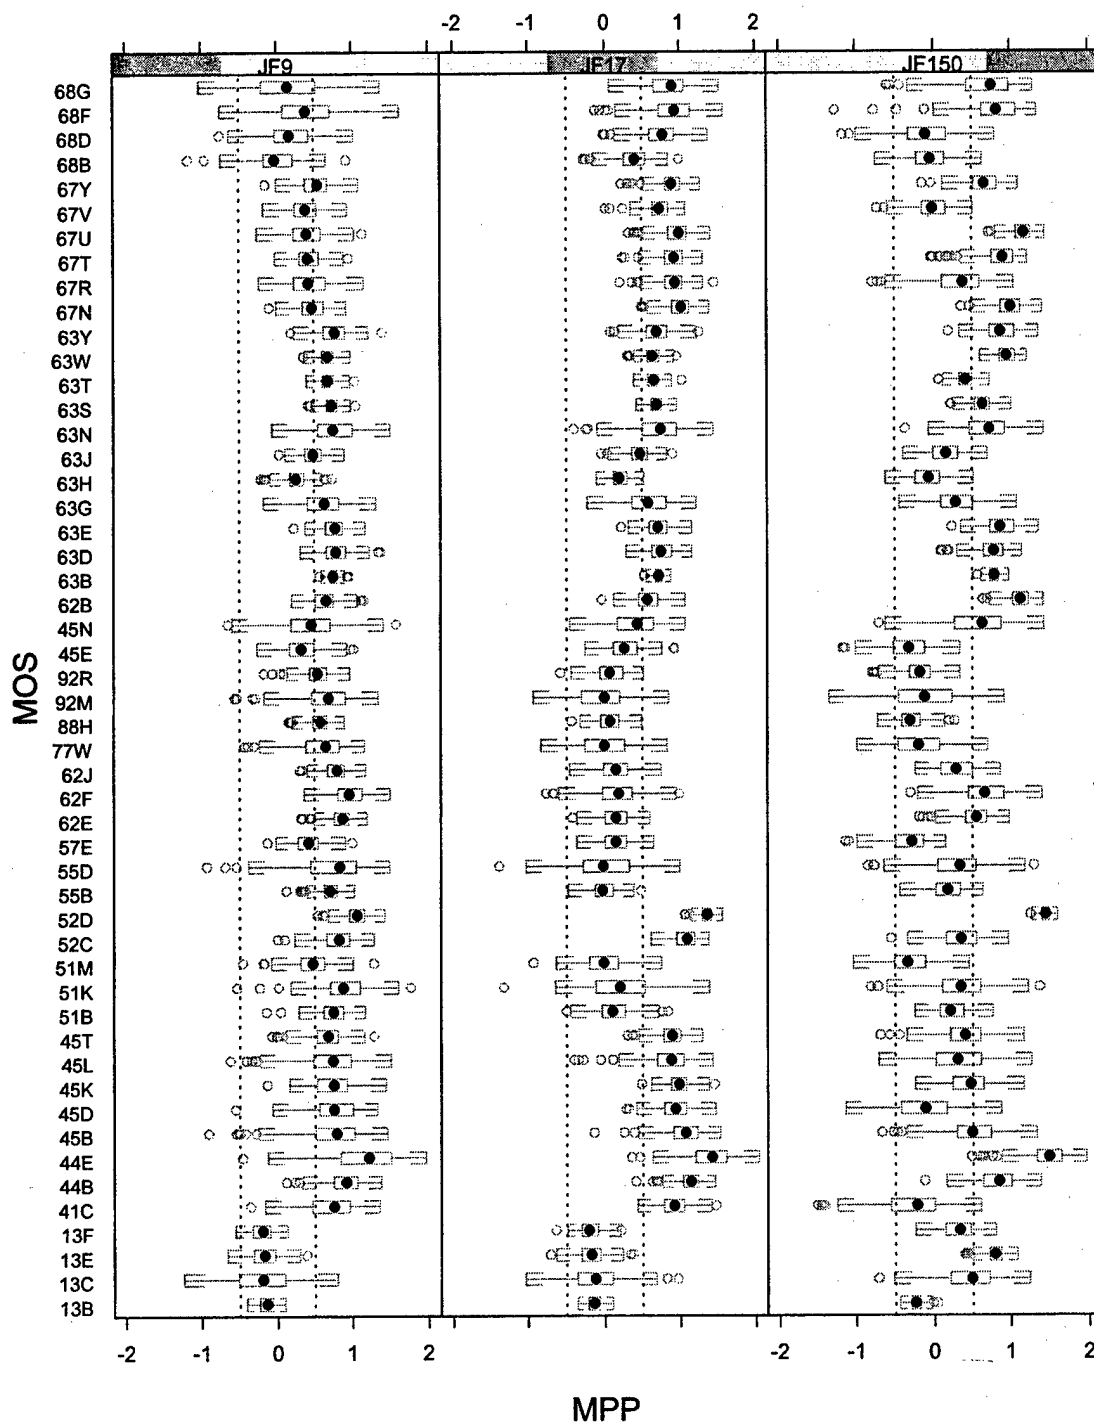 -2 0 1
-2 -1 0 1 2
JF9 JF17 JF150
68G
68F
68D
68B
67Y
67V
67U
67T
67R
67N
63Y
63W
63T
63S
63N
63J
63H
63G
63E
63D
63B
62B
45N
45E
92R
92M
88H
77W
62J
62F
62E
57E
55D
55B
52D
52C
51M
51K
51B
45T
45L
45K
45D
45B
44E
44B
41C
13F
13E
13C
13B
MOS
-2 -1 0 1 2 -1 0 1 2
MPP